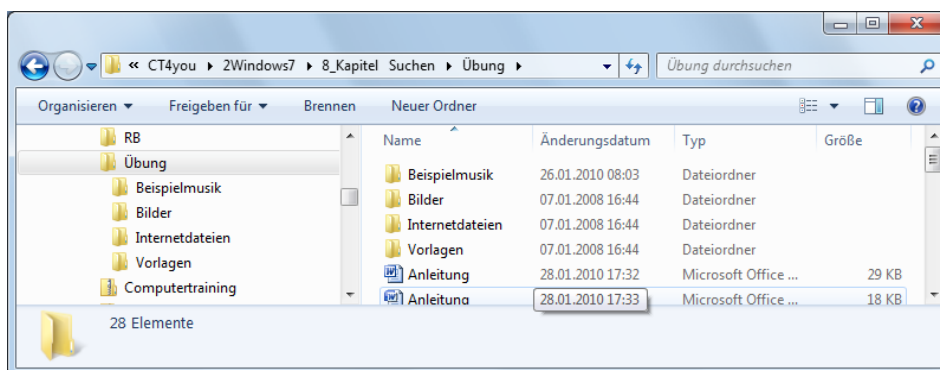 « CT4you ▸ 2Windows7 ▸ 8_Kapitel Suchen ▸ Übung ▸ Übung durchsuchen
Organisieren ▾ Freigeben für ▾ Brennen Neuer Ordner
RB
Übung
Beispielmusik
Bilder
Internetdateien
Vorlagen
Computertraining
Name Änderungsdatum Typ Größe
Beispielmusik 26.01.2010 08:03 Dateiordner
Bilder 07.01.2008 16:44 Dateiordner
Internetdateien 07.01.2008 16:44 Dateiordner
Vorlagen 07.01.2008 16:44 Dateiordner
Anleitung 28.01.2010 17:32 Microsoft Office ... 29 KB
Anleitung 28.01.2010 17:33 Microsoft Office ... 18 KB
28 Elemente